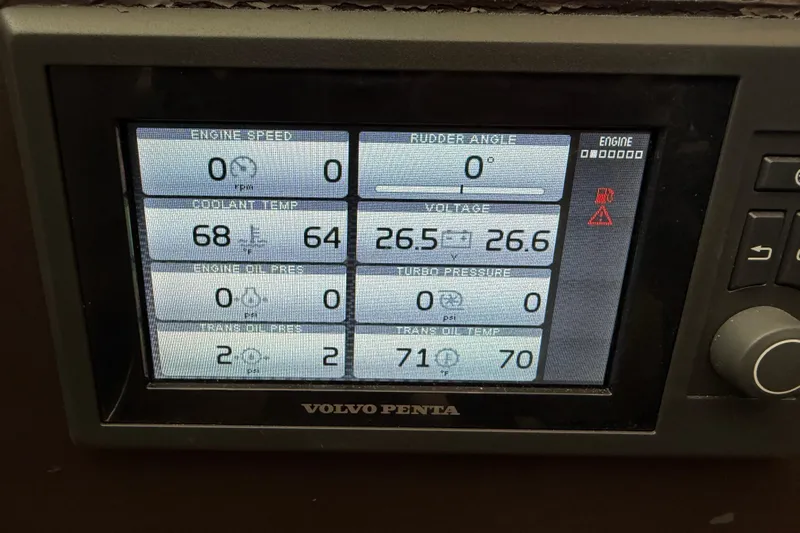 ENGINE SPEED
0 rpm 0
RUDDER ANGLE
0°
ENGINE
COOLANT TEMP
68 °F 64
VOLTAGE
26.5 V 26.6
ENGINE OIL PRES
0 psi 0
TURBO PRESSURE
0 psi 0
TRANS OIL PRES
2 psi 2
TRANS OIL TEMP
71 °F 70
VOLVO PENTA